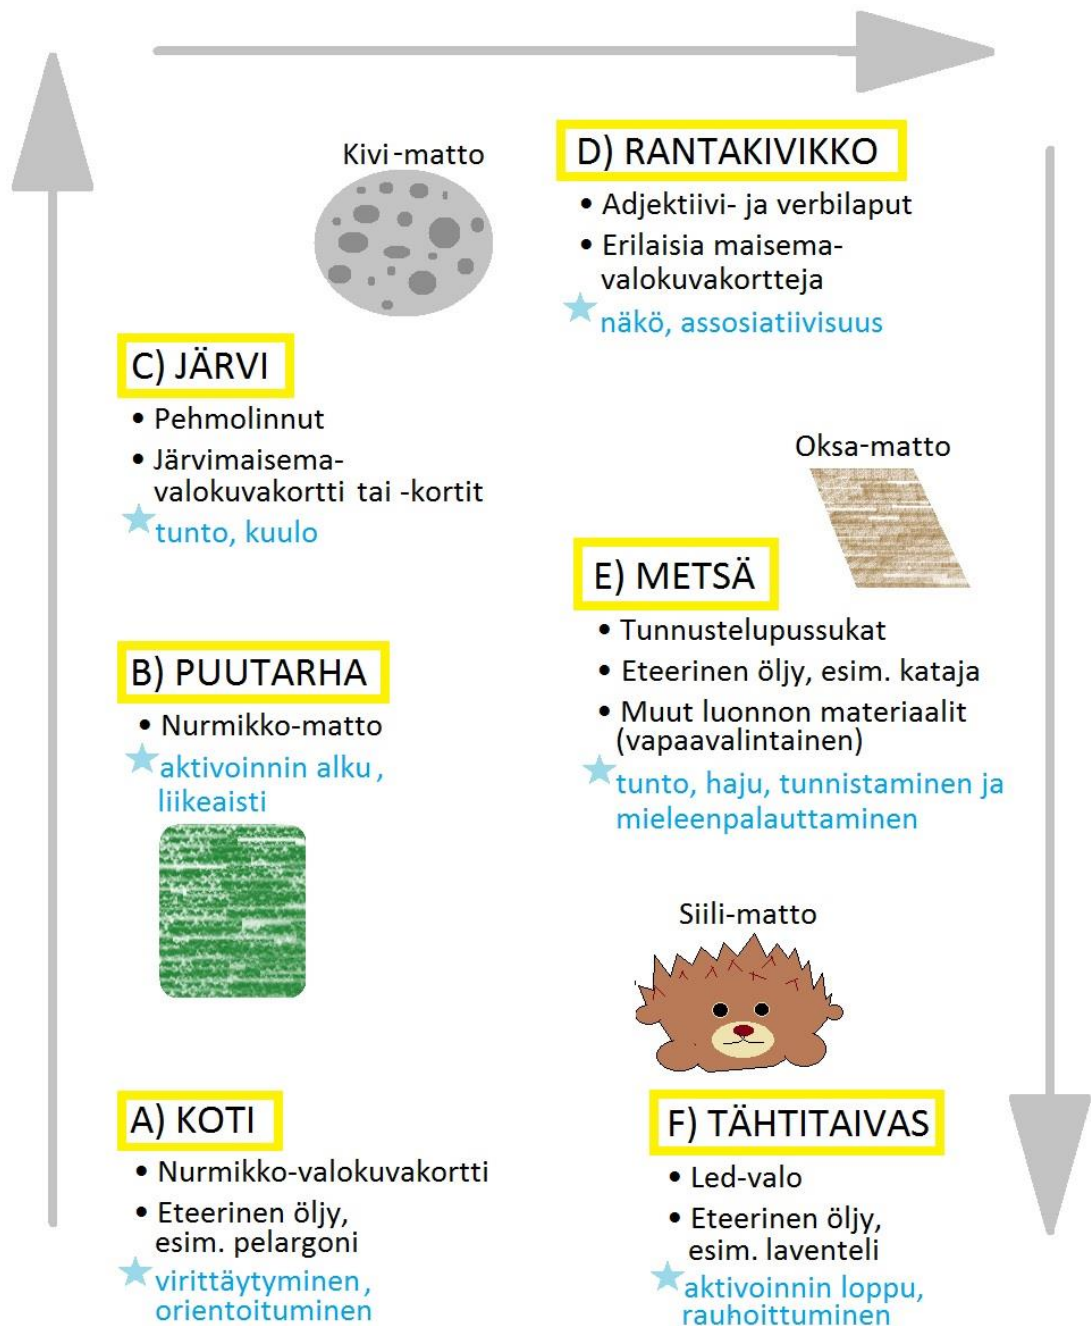 A) KOTI
• Nurmikko-valokuvakortti
• Eteerinen öljy,
esim. pelargoni
virittäytyminen,
orientoituminen
B) PUUTARHA
• Nurmikko-matto
aktivoinnin alku,
liikeaisti
C) JÄRVI
• Pehmolinnut
• Järvimaisema-
valokuvakortti tai -kortit
tunto, kuulo
Kivi-matto
D) RANTAKIVIKKO
• Adjektiivi- ja verbilaput
• Erilaisia maisema-
valokuvakortteja
näkö, assosiatiivisuus
Oksa-matto
E) METSÄ
• Tunnustelupussukat
• Eteerinen öljy, esim. kataja
• Muut luonnon materiaalit
(vapaavalintainen)
tunto, haju, tunnistaminen ja
mieleenpalauttaminen
Siili-matto
F) TÄHTITAIVAS
• Led-valo
• Eteerinen öljy,
esim. laventeli
aktivoinnin loppu,
rauhoittuminen